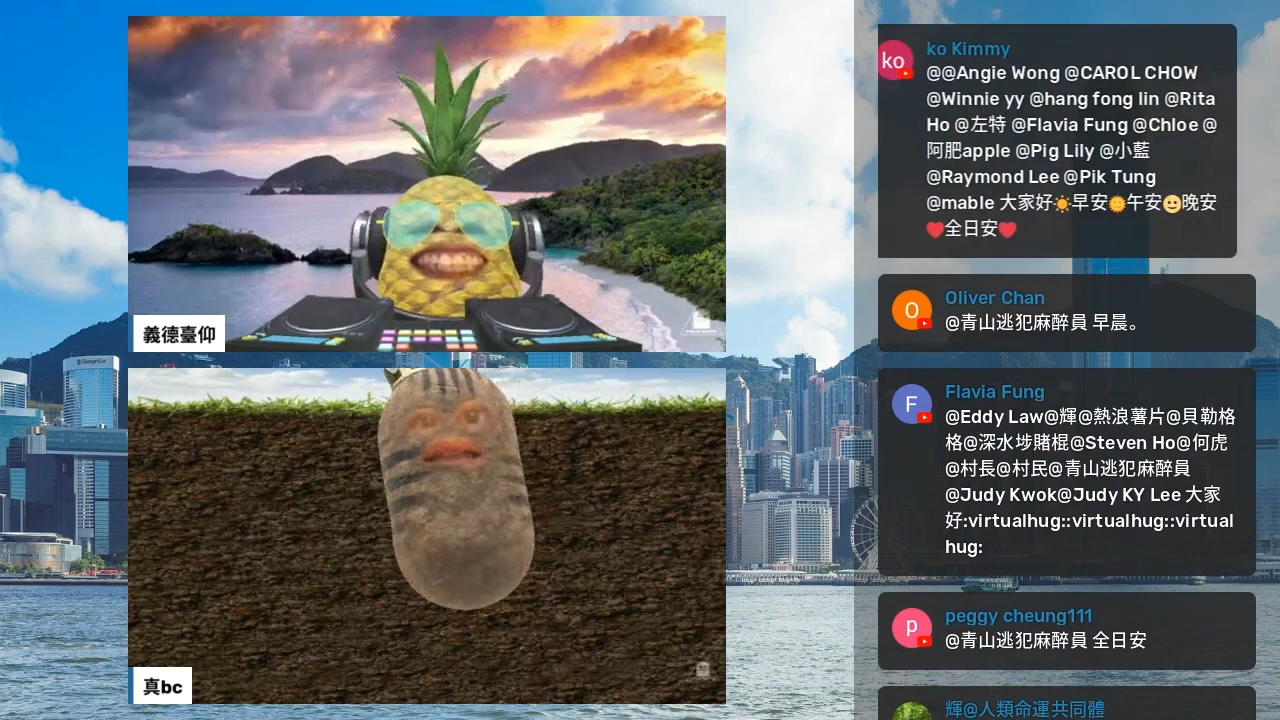 義德臺仰
真bc
ko
ko Kimmy
@@Angie Wong @CAROL CHOW
@Winnie yy @hang fong lin @Rita
Ho @左特 @Flavia Fung @Chloe @
阿肥apple @Pig Lily @小藍
@Raymond Lee @Pik Tung
@mable 大家好☀️早安🌞午安😄晚安
❤️全日安❤️
O
Oliver Chan
@青山逃犯麻醉員 早晨。
F
Flavia Fung
@Eddy Law@輝@熱浪薯片@貝勒格
格@深水埗賭棍@Steven Ho@何虎
@村長@村民@青山逃犯麻醉員
@Judy Kwok@Judy KY Lee 大家
好:virtualhug::virtualhug::virtual
hug:
p
peggy cheung111
@青山逃犯麻醉員 全日安
輝@人類命運共同體